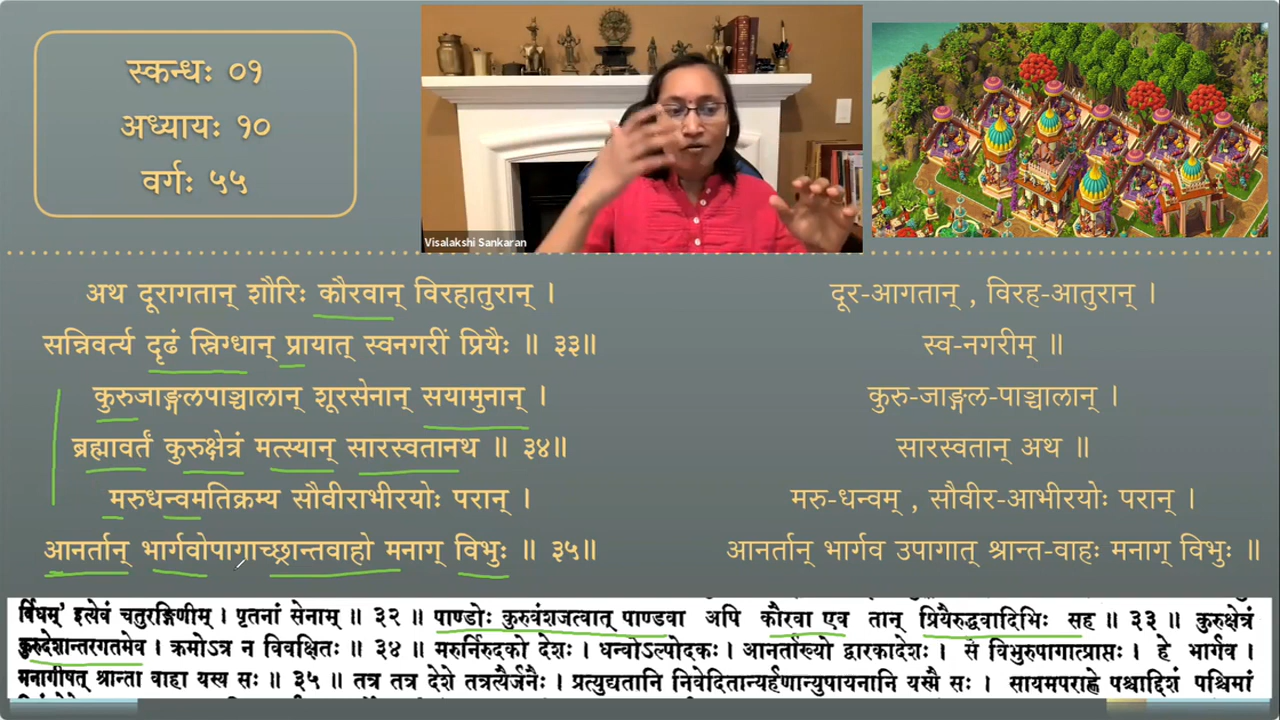 स्कन्धः ०१
अध्यायः १०
वर्गः ५५
Visalakshi Sankaran
अथ दूरागतान् शौरिः कौरवान् विरहातुरान् ।
सन्निवर्त्य दृढं स्निग्धान् प्रायात् स्वनगरीं प्रियैः ॥ ३३॥
कुरुजाङ्गलपाञ्चालान् शूरसेनान् सयामुनान् ।
ब्रह्मावर्तं कुरुक्षेत्रं मत्स्यान् सारस्वतानथ ॥ ३४॥
मरुधन्वमतिक्रम्य सौवीराभीरयोः परान् ।
आनर्तान् भार्गवोपागाच्छ्रान्तवाहो मनाग् विभुः ॥ ३५॥
दूर-आगतान् , विरह-आतुरान् ।
स्व-नगरीम् ॥
कुरु-जाङ्गल-पाञ्चालान् ।
सारस्वतान् अथ ॥
मरु-धन्वम् , सौवीर-आभीरयोः परान् ।
आनर्तान् भार्गव उपागात् श्रान्त-वाहः मनाग् विभुः ॥
इत्येवं चतुरङ्गिणीम् । पृतनां सेनाम् ॥ ३२ ॥ पाण्डोः कुरुवंशजत्वात् पाण्डवा अपि कौरवा एव तान् प्रियैरुद्धवादिभिः सह ॥ ३३ ॥ कुरुक्षेत्रं
कुरुदेशान्तरगतमेव । क्रमोऽत्र न विवक्षितः ॥ ३४ ॥ मरुर्निरुदको देशः । धन्वोऽल्पोदकः । आनर्ताख्यो द्वारकादेशः । स विभुरुपागात्प्राप्तः । हे भार्गव ।
मनागीषत् श्रान्ता वाहा यस्य सः ॥ ३५ ॥ तत्र तत्र देशे तत्रत्यैर्जनैः । प्रत्युद्यतानि निवेदितान्यर्हणान्युपायनानि यस्मै सः । सायमपराह्णे पश्चाद्दिशं पश्चिमां